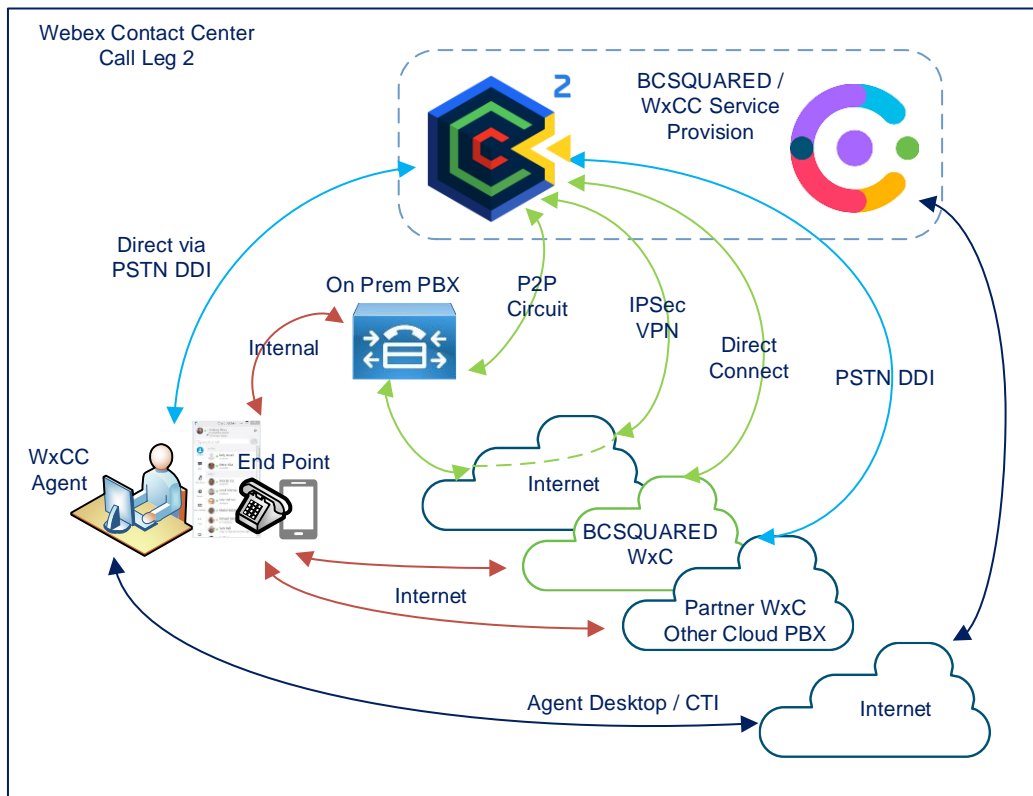 Webex Contact Center
Call Leg 2
2
BCSQUARED /
WxCC Service
Provision
Direct via
PSTN DDI
On Prem PBX
P2P
Circuit
IPSec
VPN
Internal
Direct
Connect
PSTN DDI
WxCC
Agent
End Point
Internet
BCSQUARED
WxC
Internet
Partner WxC
Other Cloud PBX
Agent Desktop / CTI
Internet